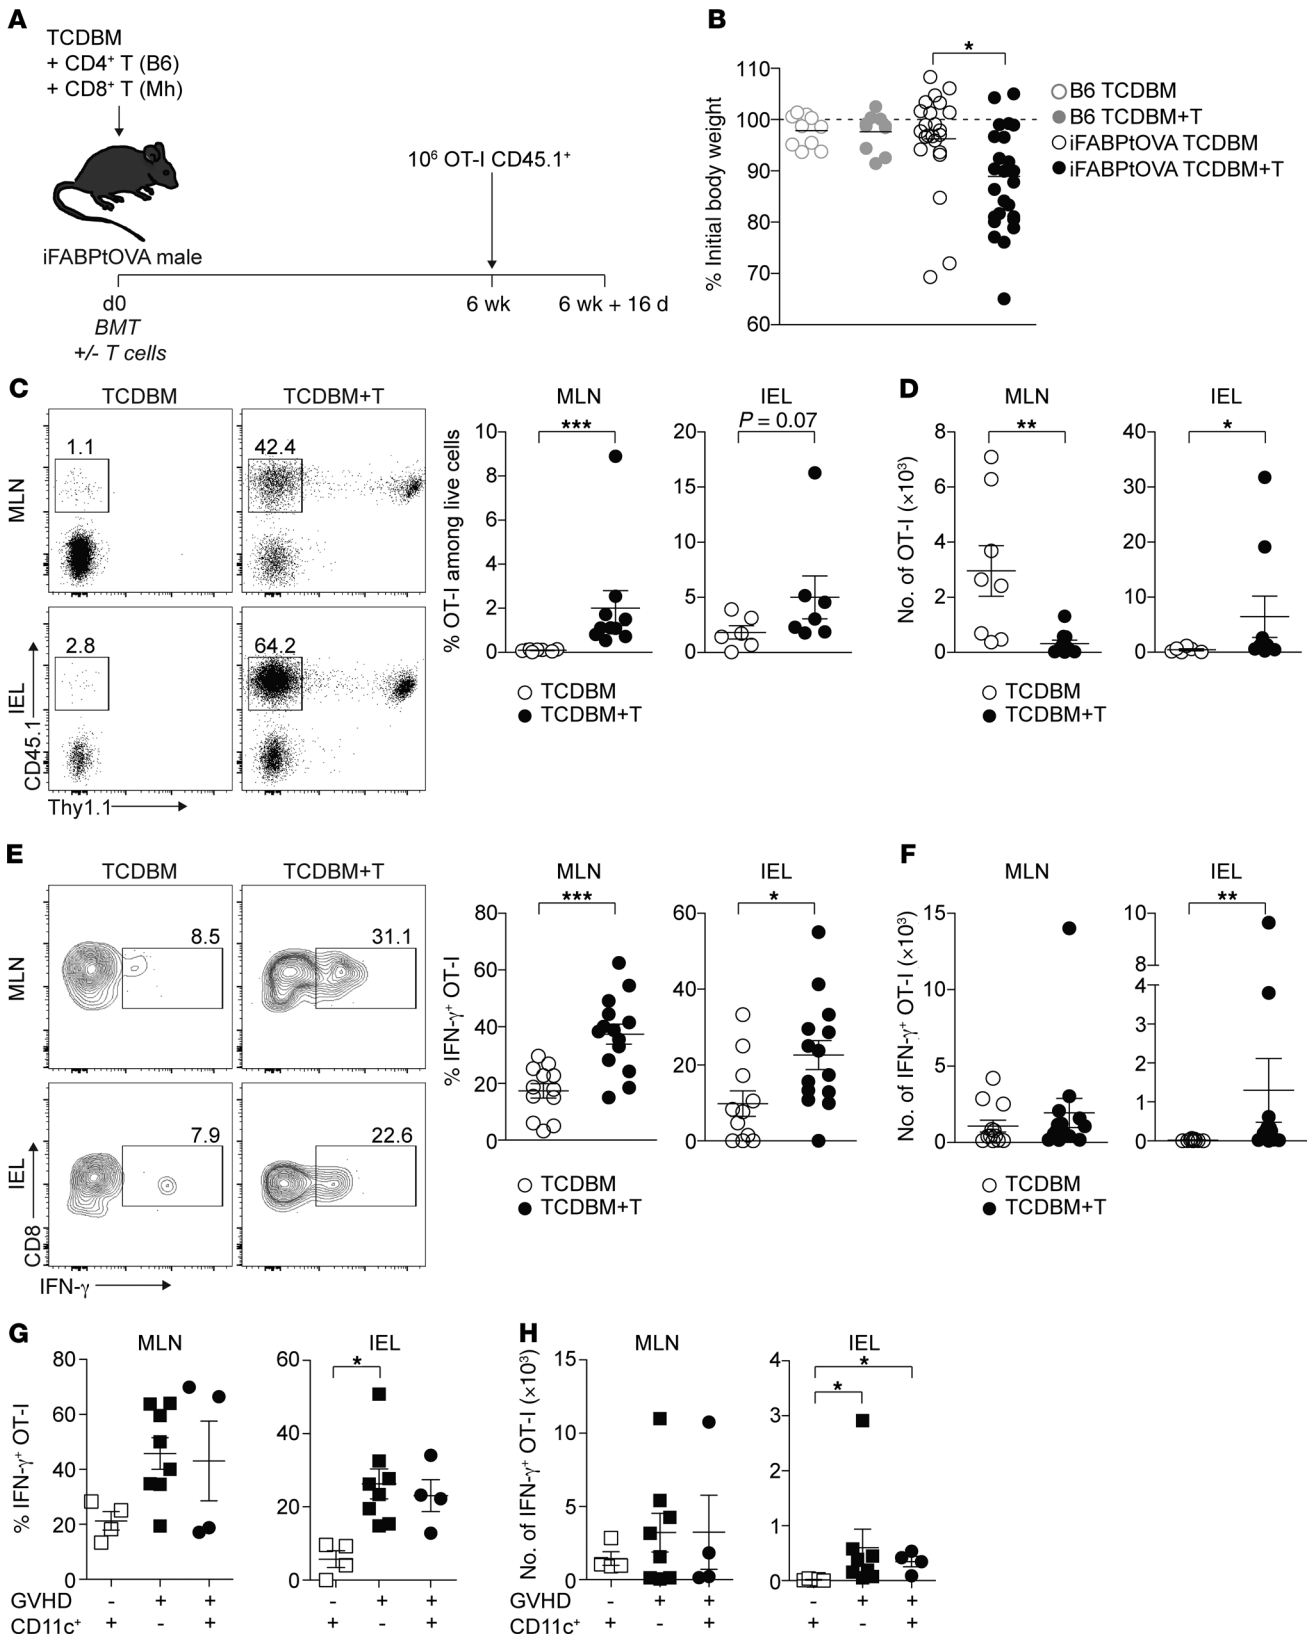 A
TCDBM
+ CD4⁺ T (B6)
+ CD8⁺ T (Mh)
10⁶ OT-I CD45.1⁺
iFABPtOVA male
d0
6 wk
6 wk + 16 d
BMT
+/- T cells
B
% Initial body weight
110
100
90
80
70
60
*
B6 TCDBM
B6 TCDBM+T
iFABPtOVA TCDBM
iFABPtOVA TCDBM+T
C
TCDBM
TCDBM+T
MLN
1.1
42.4
IEL
2.8
64.2
CD45.1
Thy1.1
% OT-I among live cells
MLN
***
10
8
6
4
2
0
IEL
P = 0.07
20
15
10
5
0
TCDBM
TCDBM+T
D
No. of OT-I (×10³)
MLN
**
8
6
4
2
0
IEL
*
40
30
20
10
0
TCDBM
TCDBM+T
E
TCDBM
TCDBM+T
MLN
8.5
31.1
IEL
7.9
22.6
CD8
IFN-γ
% IFN-γ⁺ OT-I
MLN
***
80
60
40
20
0
IEL
*
60
40
20
0
TCDBM
TCDBM+T
F
No. of IFN-γ⁺ OT-I (×10³)
MLN
15
10
5
0
IEL
**
10
8
4
3
2
1
0
TCDBM
TCDBM+T
G
% IFN-γ⁺ OT-I
MLN
80
60
40
20
0
IEL
*
60
40
20
0
GVHD - + + - + +
CD11c⁺ + - + + - +
H
No. of IFN-γ⁺ OT-I (×10³)
MLN
15
10
5
0
IEL
*
*
4
3
2
1
0
- + + - + +
+ - + + - +